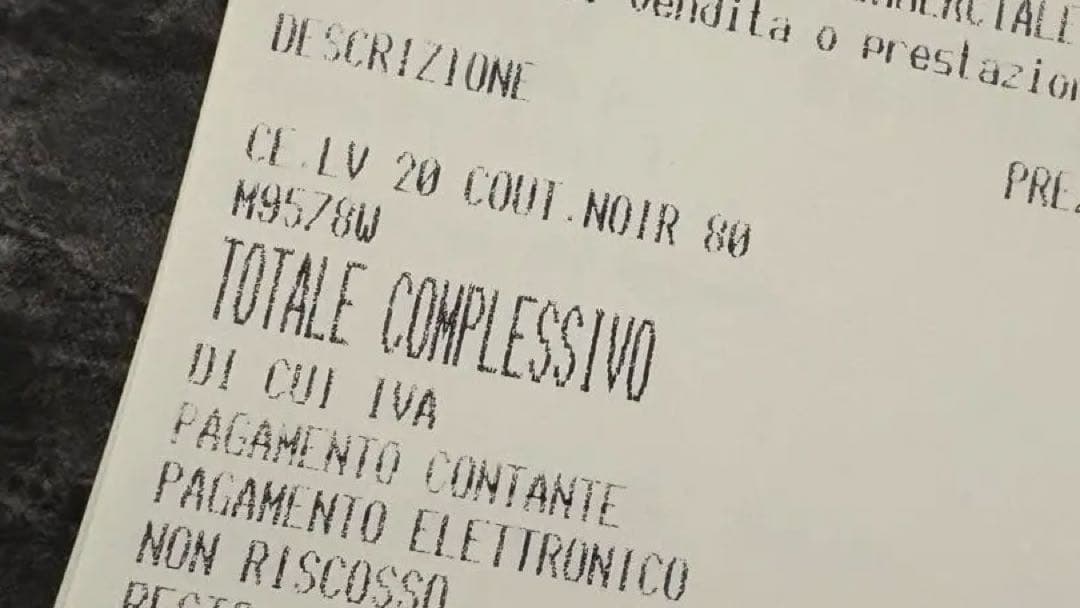 vendita o prestazion
DESCRIZIONE
PRE
CE.LV 20 COUT.NOIR 80
M9578W
TOTALE COMPLESSIVO
DI CUI IVA
PAGAMENTO CONTANTE
PAGAMENTO ELETTRONICO
NON RISCOSSO